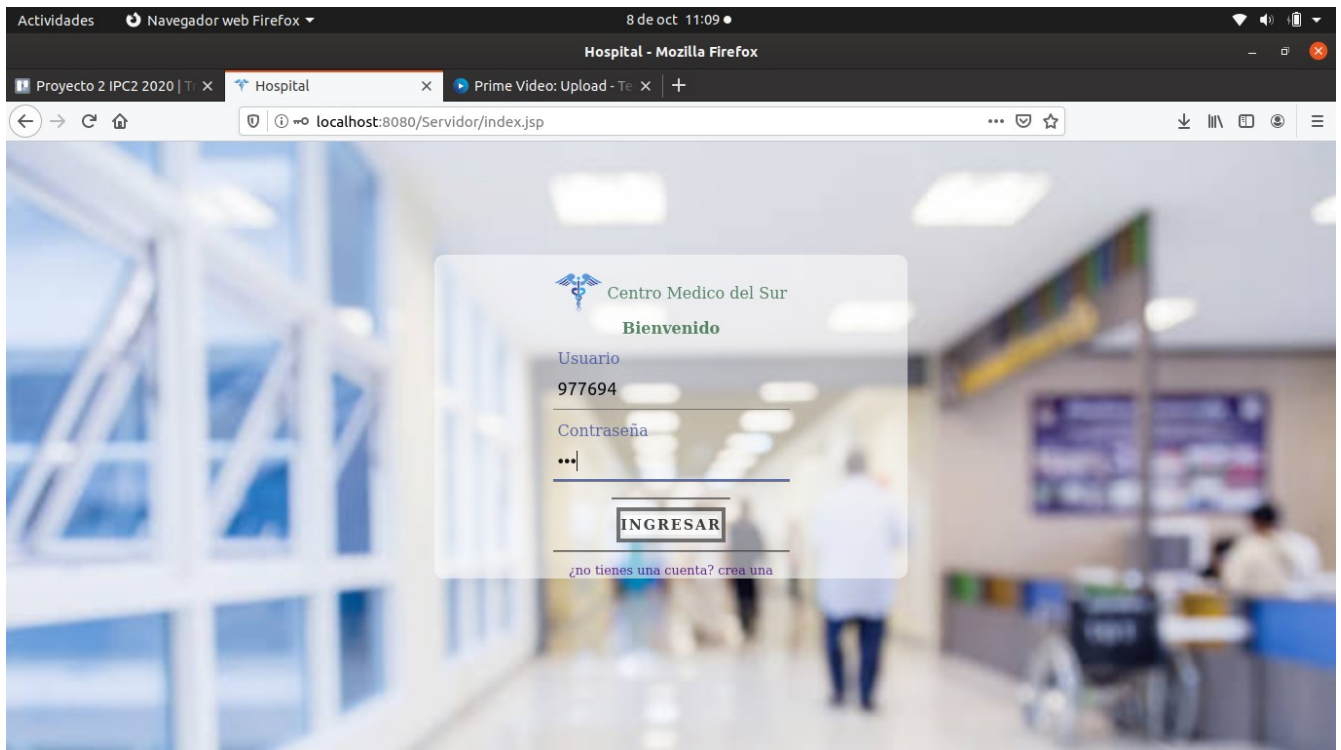 Actividades Navegador web Firefox 8 de oct 11:09
Hospital - Mozilla Firefox
Proyecto 2 IPC2 2020 | Tr Hospital Prime Video: Upload - Te
localhost:8080/Servidor/index.jsp
Centro Medico del Sur
Bienvenido
Usuario
977694
Contraseña
•••
INGRESAR
¿no tienes una cuenta? crea una